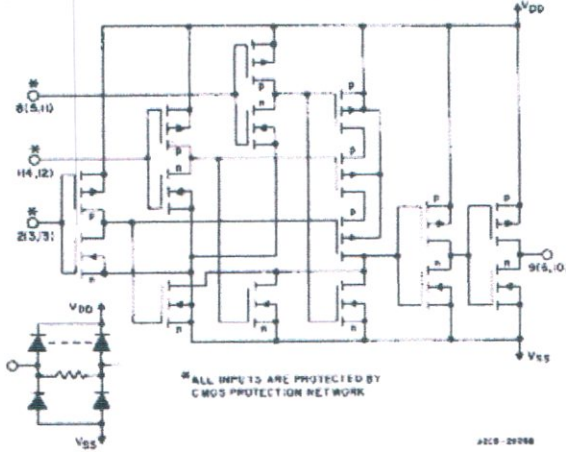 VDD
*
8(5,11)
p
n
p
*
1(4,12)
p
n
p
*
2(3,13)
p
n
p
p
p
9(6,10)
n
n
n
n
n
VDD
VSS
*ALL INPUTS ARE PROTECTED BY
CMOS PROTECTION NETWORK
VSS